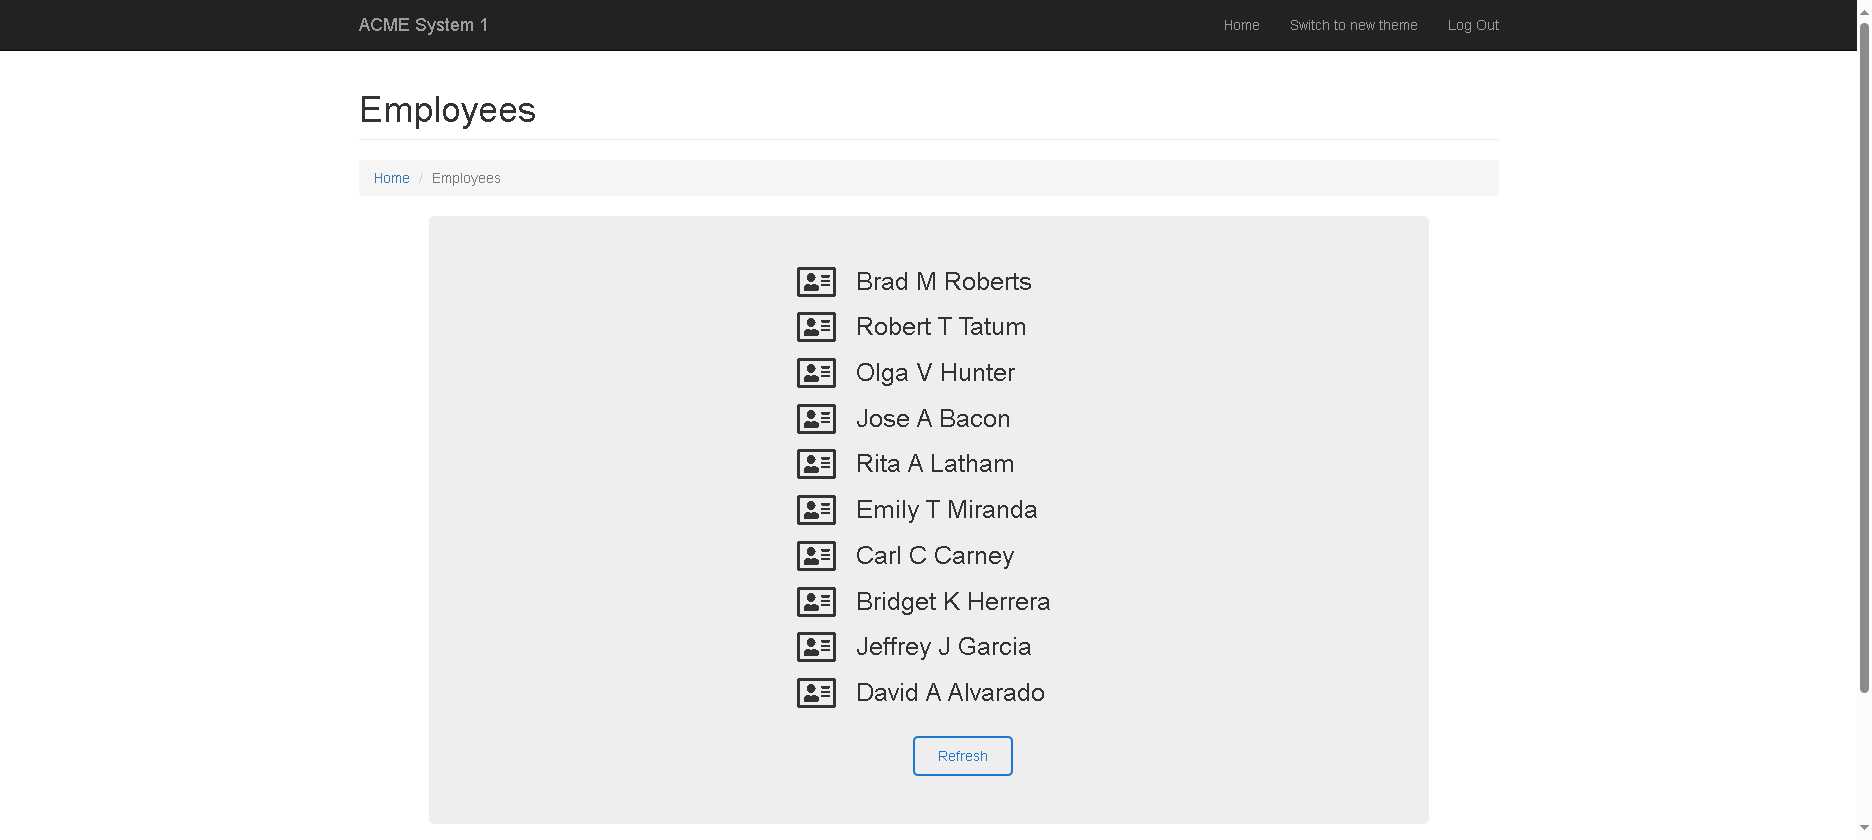 ACME System 1 Home Switch to new theme Log Out
Employees
Home / Employees
Brad M Roberts
Robert T Tatum
Olga V Hunter
Jose A Bacon
Rita A Latham
Emily T Miranda
Carl C Carney
Bridget K Herrera
Jeffrey J Garcia
David A Alvarado
Refresh